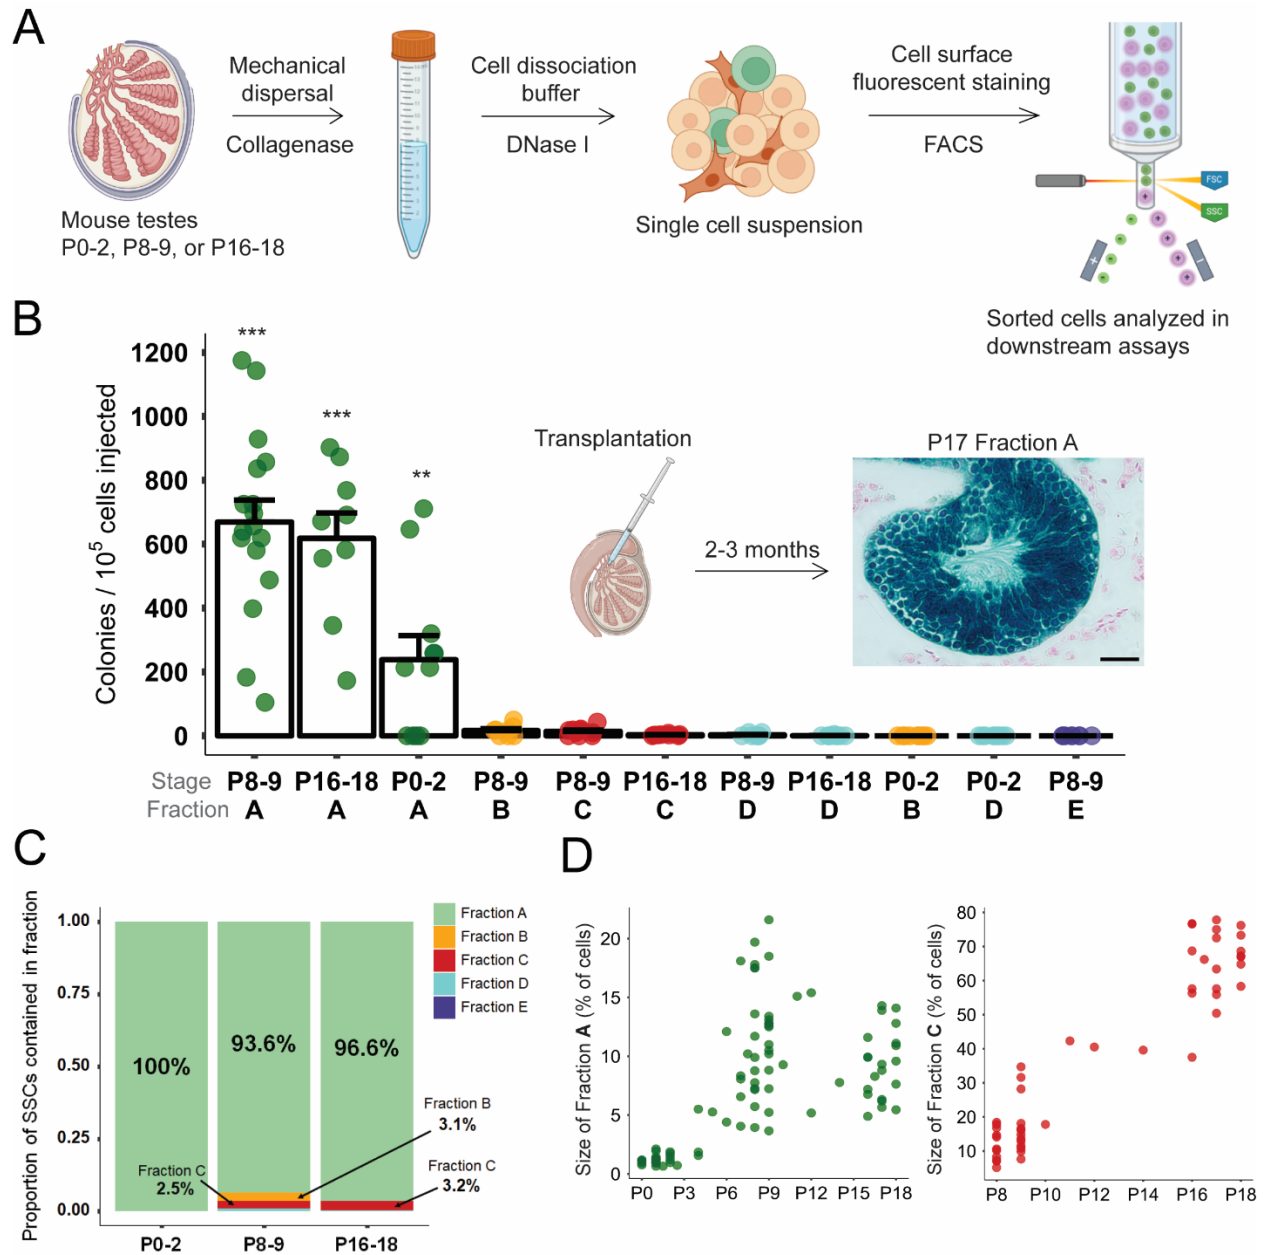 A
Mechanical
dispersal
Collagenase
Cell dissociation
buffer
DNase I
Cell surface
fluorescent staining
FACS
FSC
SSC
Mouse testes
P0-2, P8-9, or P16-18
Single cell suspension
Sorted cells analyzed in
downstream assays
B
Colonies / 10⁵ cells injected
1200
1000
800
600
400
200
0
***
***
**
Transplantation
2-3 months
P17 Fraction A
Stage P8-9 P16-18 P0-2 P8-9 P8-9 P16-18 P8-9 P16-18 P0-2 P0-2 P8-9
Fraction A A A B C C D D B D E
C
Proportion of SSCs contained in fraction
1.00
0.75
0.50
0.25
0.00
100%
93.6%
96.6%
Fraction C
2.5%
Fraction B
3.1%
Fraction C
3.2%
P0-2 P8-9 P16-18
Fraction A
Fraction B
Fraction C
Fraction D
Fraction E
D
Size of Fraction A (% of cells)
20
15
10
5
0
P0 P3 P6 P9 P12 P15 P18
Size of Fraction C (% of cells)
80
70
60
50
40
30
20
10
P8 P10 P12 P14 P16 P18